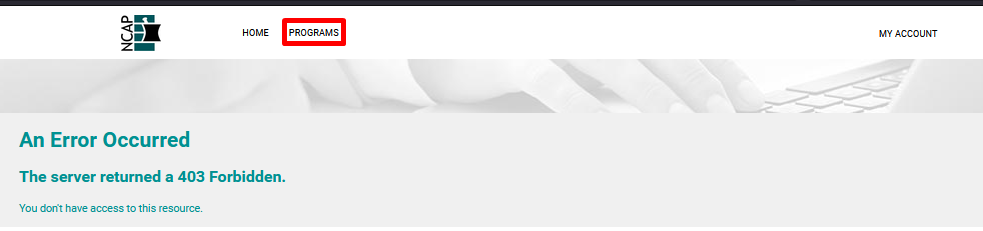 NCAP
HOME PROGRAMS MY ACCOUNT
An Error Occurred
The server returned a 403 Forbidden.
You don't have access to this resource.